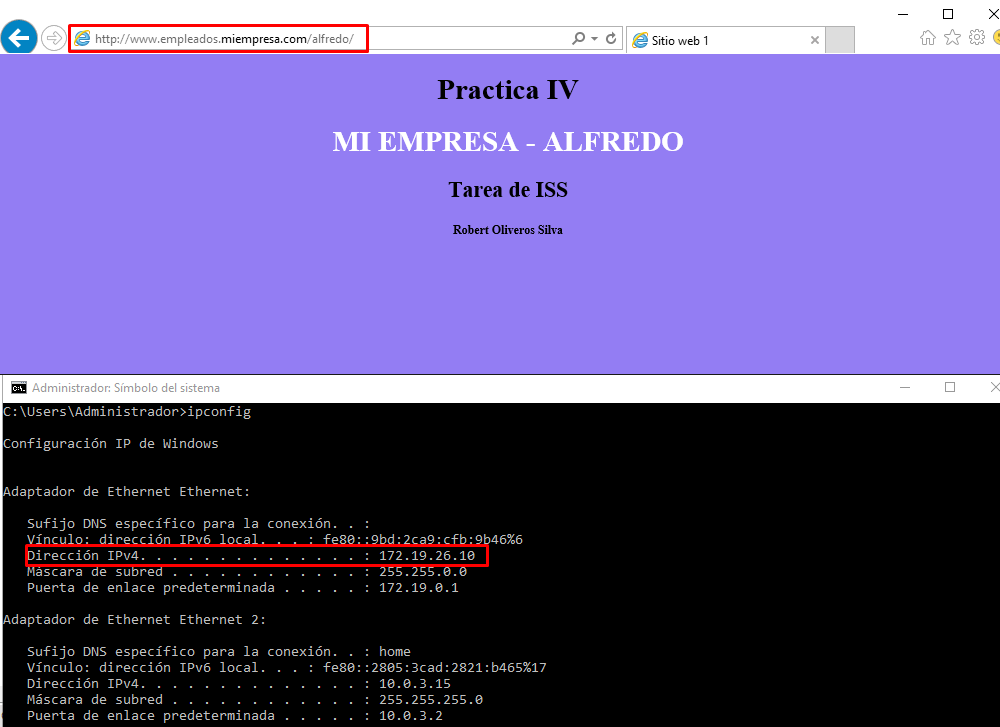 http://www.empleados.miempresa.com/alfredo/
Sitio web 1
Practica IV
MI EMPRESA - ALFREDO
Tarea de ISS
Robert Oliveros Silva
Administrador: Símbolo del sistema
C:\Users\Administrador>ipconfig
Configuración IP de Windows
Adaptador de Ethernet Ethernet:
Sufijo DNS específico para la conexión. . :
Vínculo: dirección IPv6 local. . . : fe80::9bd:2ca9:cfb:9b46%6
Dirección IPv4. . . . . . . . . . . . . . : 172.19.26.10
Máscara de subred . . . . . . . . . . . . : 255.255.0.0
Puerta de enlace predeterminada . . . . . : 172.19.0.1
Adaptador de Ethernet Ethernet 2:
Sufijo DNS específico para la conexión. . : home
Vínculo: dirección IPv6 local. . . : fe80::2805:3cad:2821:b465%17
Dirección IPv4. . . . . . . . . . . . . . : 10.0.3.15
Máscara de subred . . . . . . . . . . . . : 255.255.255.0
Puerta de enlace predeterminada . . . . . : 10.0.3.2